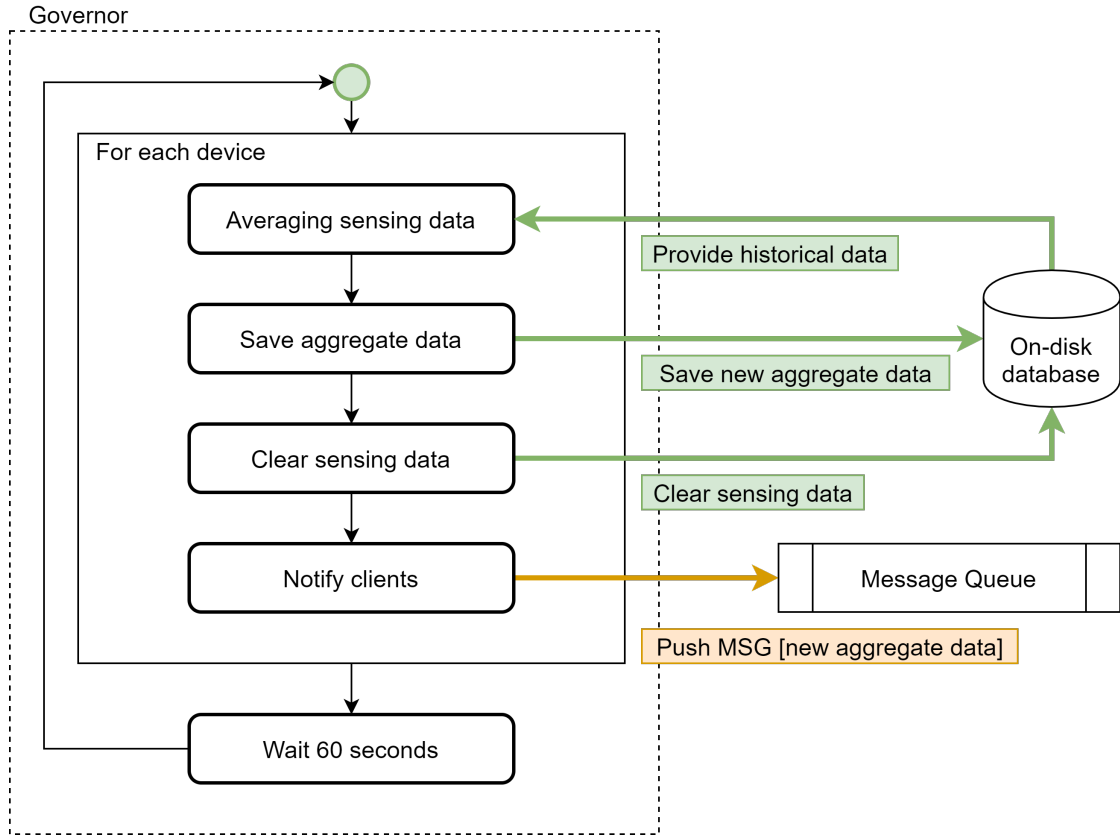 Governor
For each device
Averaging sensing data
Provide historical data
Save aggregate data
On-disk
database
Save new aggregate data
Clear sensing data
Clear sensing data
Notify clients
Message Queue
Push MSG [new aggregate data]
Wait 60 seconds